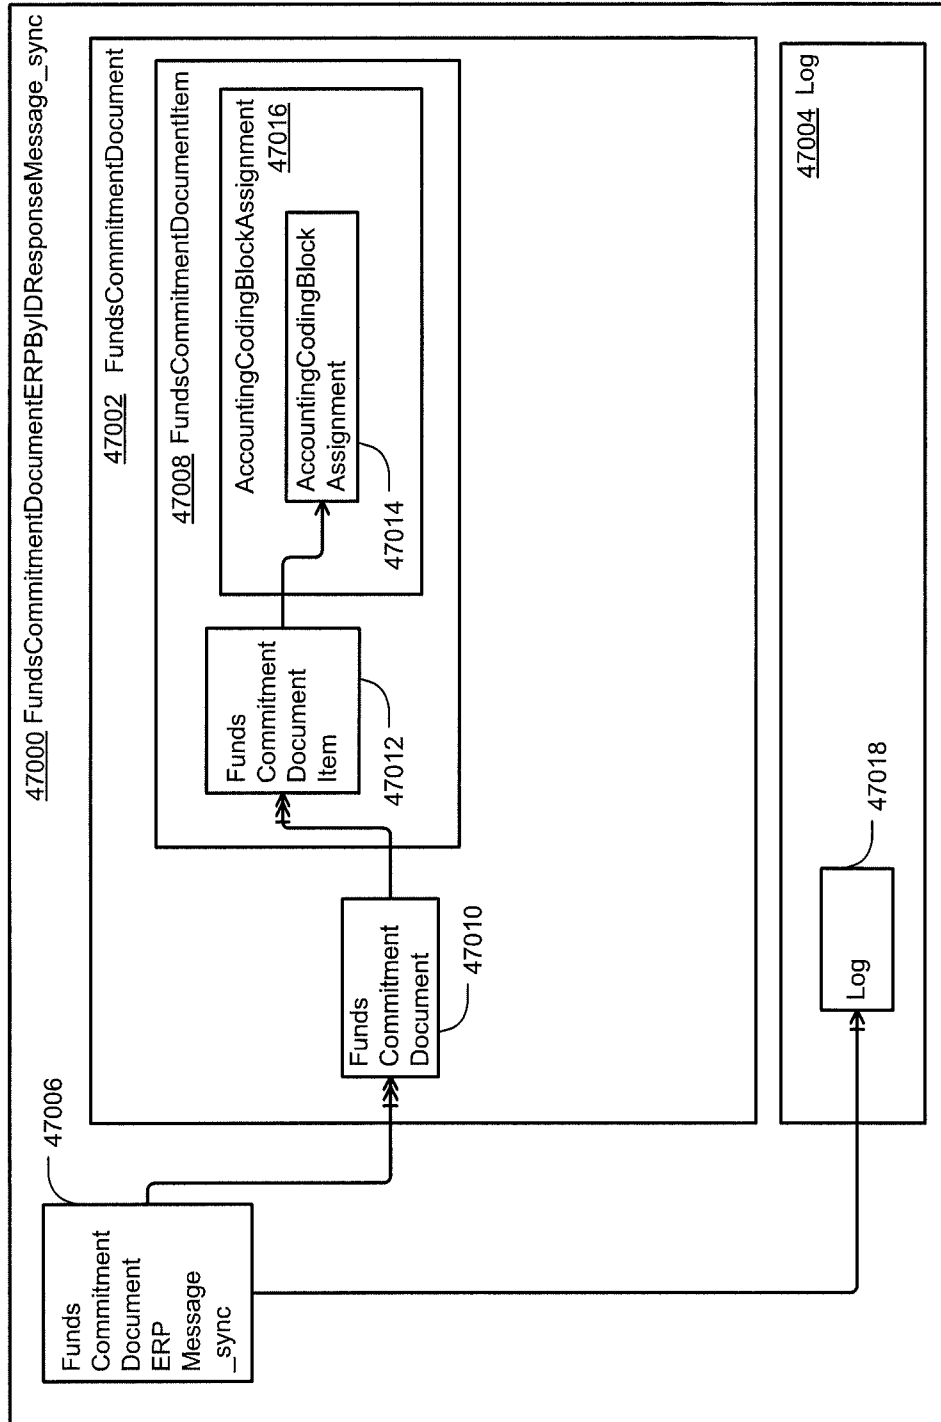 47000 FundsCommitmentDocumentERPByIDResponseMessage_sync
Funds
Commitment
Document
ERP
Message
_sync
47006
47002 FundsCommitmentDocument
Funds
Commitment
Document
47010
47008 FundsCommitmentDocumentItem
Funds
Commitment
Document
Item
47012
AccountingCodingBlockAssignment
47016
AccountingCodingBlock
Assignment
47014
47004 Log
Log
47018